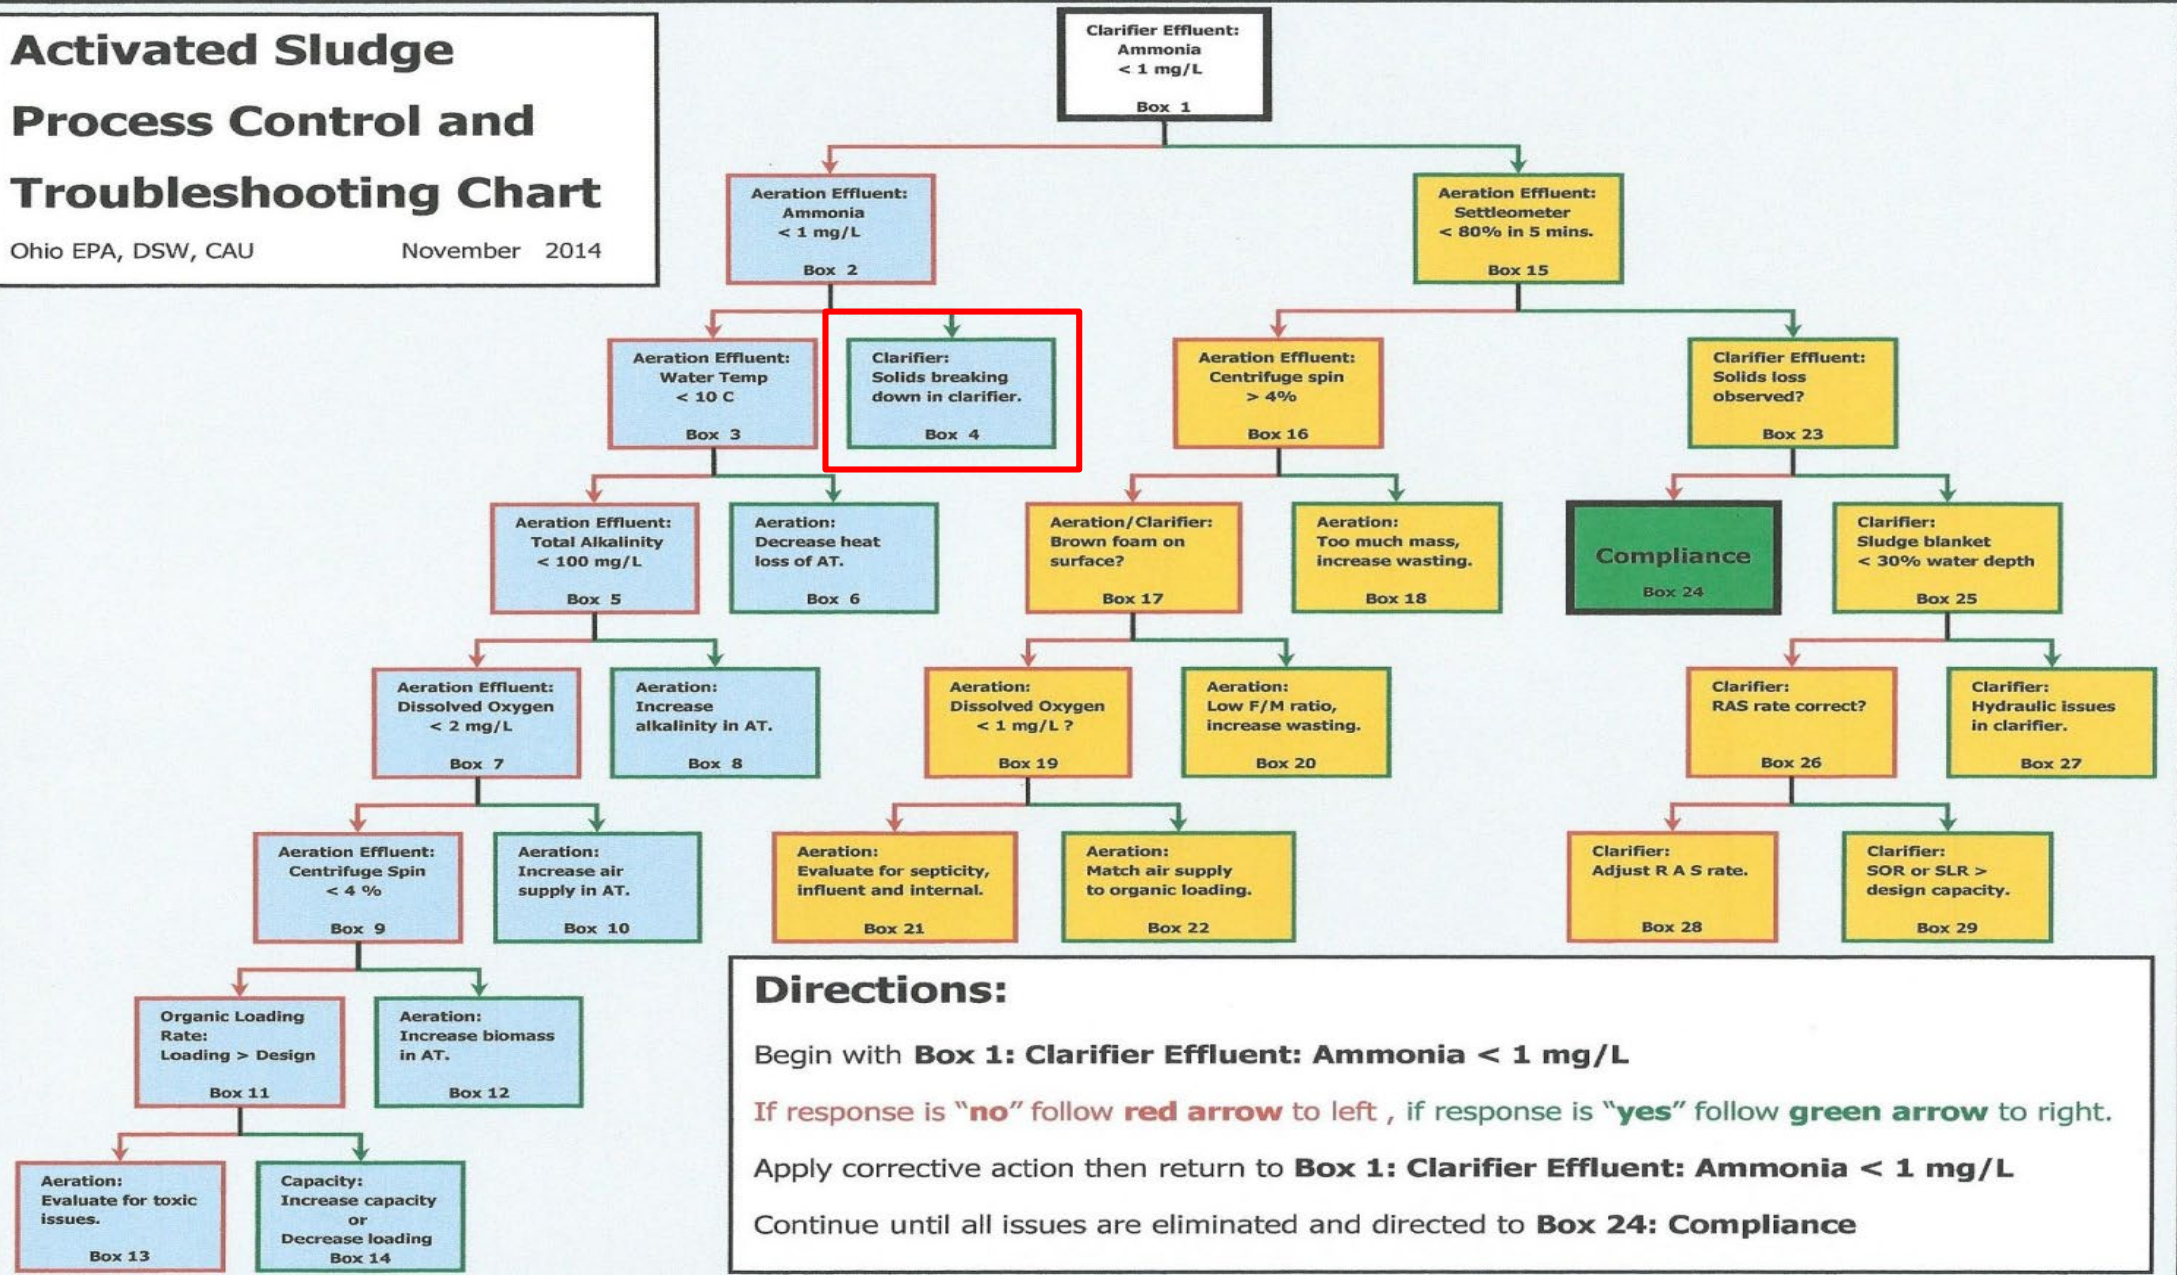 Activated Sludge
Process Control and
Troubleshooting Chart
Ohio EPA, DSW, CAU November 2014
Clarifier Effluent:
Ammonia
< 1 mg/L
Box 1
Aeration Effluent:
Ammonia
< 1 mg/L
Box 2
Aeration Effluent:
Settleometer
< 80% in 5 mins.
Box 15
Aeration Effluent:
Water Temp
< 10 C
Box 3
Clarifier:
Solids breaking
down in clarifier.
Box 4
Aeration Effluent:
Centrifuge spin
> 4%
Box 16
Clarifier Effluent:
Solids loss
observed?
Box 23
Aeration Effluent:
Total Alkalinity
< 100 mg/L
Box 5
Aeration:
Decrease heat
loss of AT.
Box 6
Aeration/Clarifier:
Brown foam on
surface?
Box 17
Aeration:
Too much mass,
increase wasting.
Box 18
Compliance
Box 24
Clarifier:
Sludge blanket
< 30% water depth
Box 25
Aeration Effluent:
Dissolved Oxygen
< 2 mg/L
Box 7
Aeration:
Increase
alkalinity in AT.
Box 8
Aeration:
Dissolved Oxygen
< 1 mg/L ?
Box 19
Aeration:
Low F/M ratio,
increase wasting.
Box 20
Clarifier:
RAS rate correct?
Box 26
Clarifier:
Hydraulic issues
in clarifier.
Box 27
Aeration Effluent:
Centrifuge Spin
< 4 %
Box 9
Aeration:
Increase air
supply in AT.
Box 10
Aeration:
Evaluate for septicity,
influent and internal.
Box 21
Aeration:
Match air supply
to organic loading.
Box 22
Clarifier:
Adjust R A S rate.
Box 28
Clarifier:
SOR or SLR >
design capacity.
Box 29
Organic Loading
Rate:
Loading > Design
Box 11
Aeration:
Increase biomass
in AT.
Box 12
Aeration:
Evaluate for toxic
issues.
Box 13
Capacity:
Increase capacity
or
Decrease loading
Box 14
Directions:
Begin with Box 1: Clarifier Effluent: Ammonia < 1 mg/L
If response is “no” follow red arrow to left , if response is “yes” follow green arrow to right.
Apply corrective action then return to Box 1: Clarifier Effluent: Ammonia < 1 mg/L
Continue until all issues are eliminated and directed to Box 24: Compliance